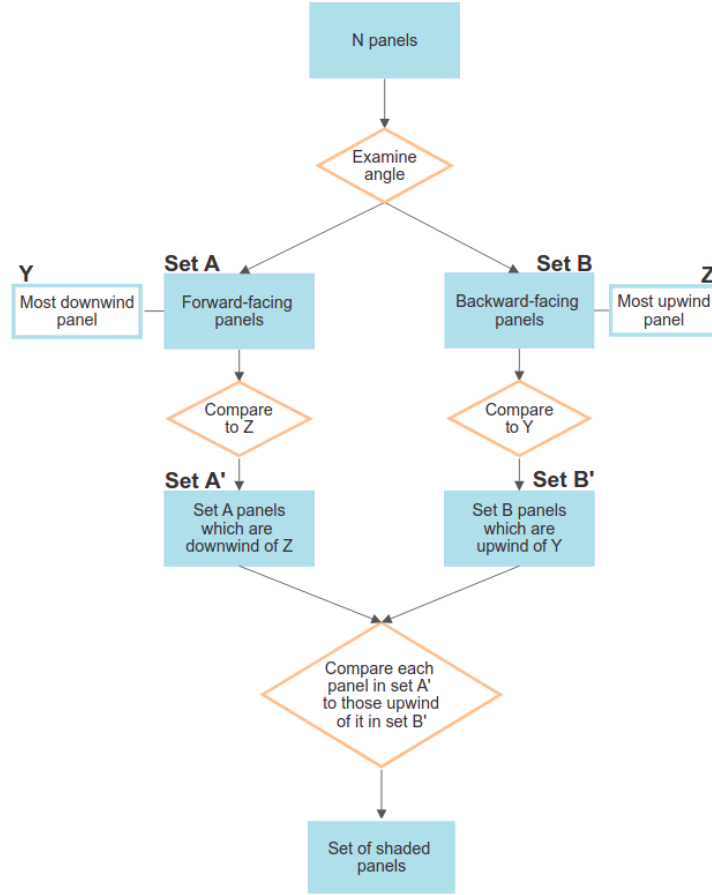 N panels
Examine
angle
Y
Set A
Set B
Z
Most downwind
panel
Forward-facing
panels
Backward-facing
panels
Most upwind
panel
Compare
to Z
Compare
to Y
Set A'
Set B'
Set A panels
which are
downwind of Z
Set B panels
which are
upwind of Y
Compare each
panel in set A'
to those upwind
of it in set B'
Set of shaded
panels